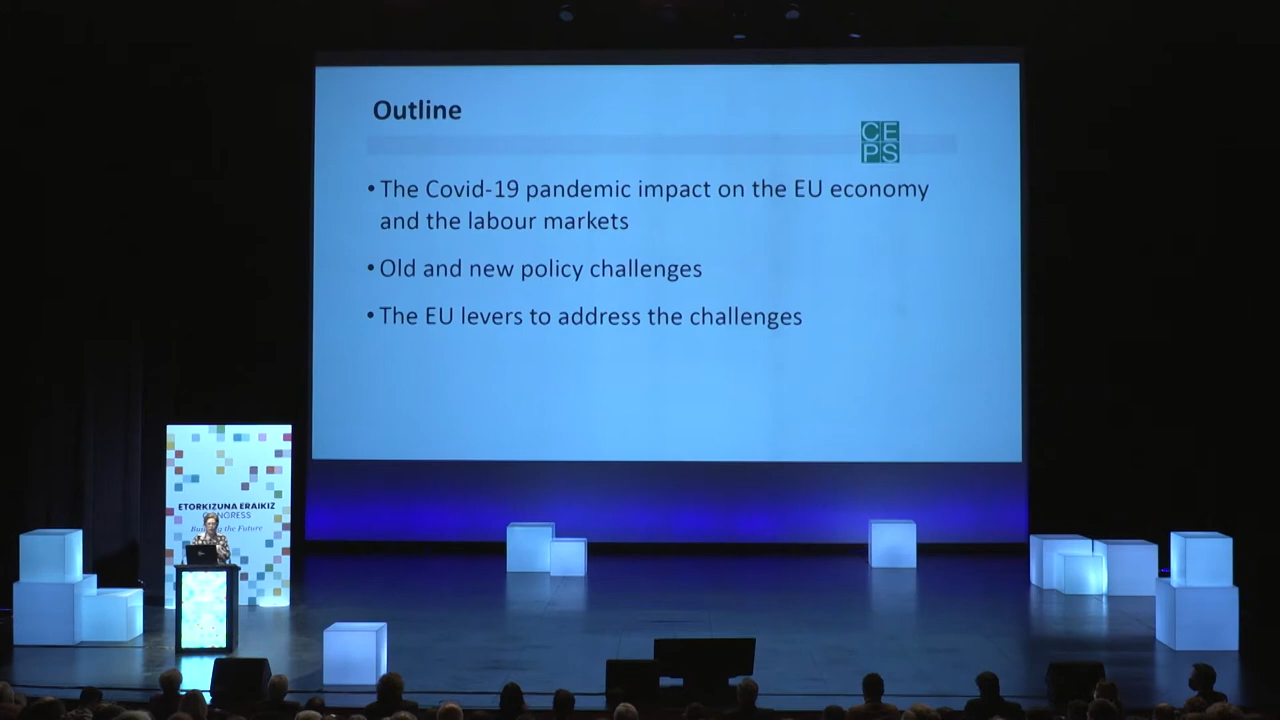 Outline
CE
PS
• The Covid-19 pandemic impact on the EU economy
and the labour markets
• Old and new policy challenges
• The EU levers to address the challenges
ETORKIZUNA ERAIKIZ
CONGRESS
the Future